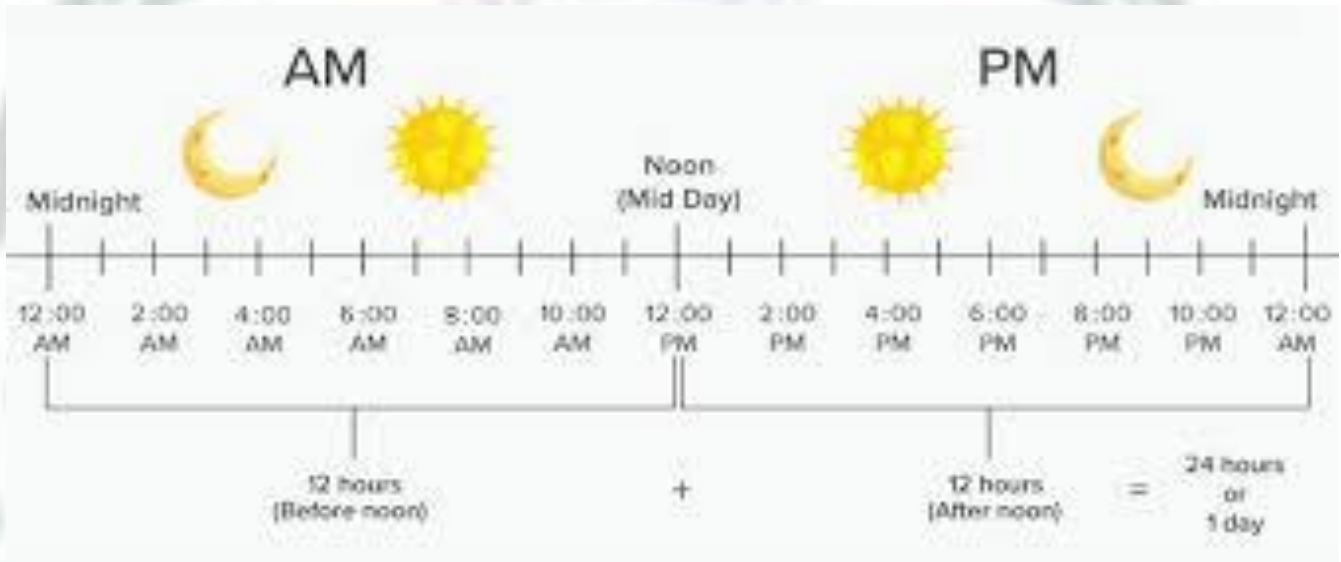 AM PM
Noon
(Mid Day)
Midnight Midnight
12:00 2:00 4:00 6:00 8:00 10:00 12:00 2:00 4:00 6:00 8:00 10:00 12:00
AM AM AM AM AM AM PM PM PM PM PM PM AM
12 hours
(Before noon)
+
12 hours
(After noon)
=
24 hours
or
1 day